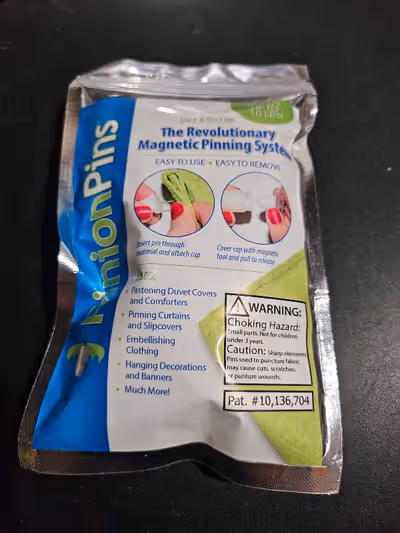 10 LBS!
The Revolutionary
Magnetic Pinning System
EASY TO USE • EASY TO REMOVE
PinionPins
Insert pin through
material and attach cap
Cover cap with magnetic
tool and pull to release
• Fastening Duvet Covers
and Comforters
• Pinning Curtains
and Slipcovers
• Embellishing
Clothing
• Hanging Decorations
and Banners
• Much More!
WARNING:
Choking Hazard:
Small parts. Not for children
under 3 years.
Caution: Sharp elements
Pins used to puncture fabric
may cause cuts, scratches,
or punture wounds.
Pat. #10,136,704